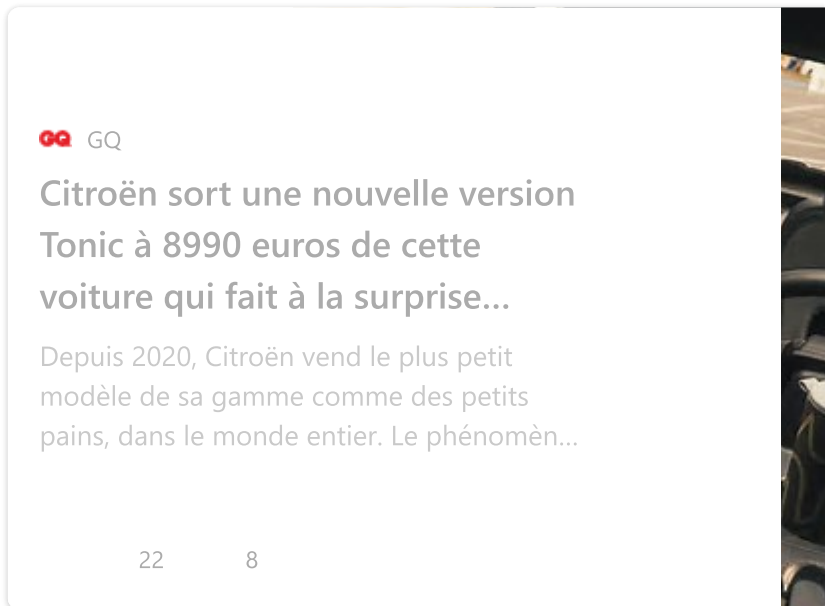 GQ GQ
Citroën sort une nouvelle version
Tonic à 8990 euros de cette
voiture qui fait à la surprise...
Depuis 2020, Citroën vend le plus petit
modèle de sa gamme comme des petits
pains, dans le monde entier. Le phénomèn...
22 8